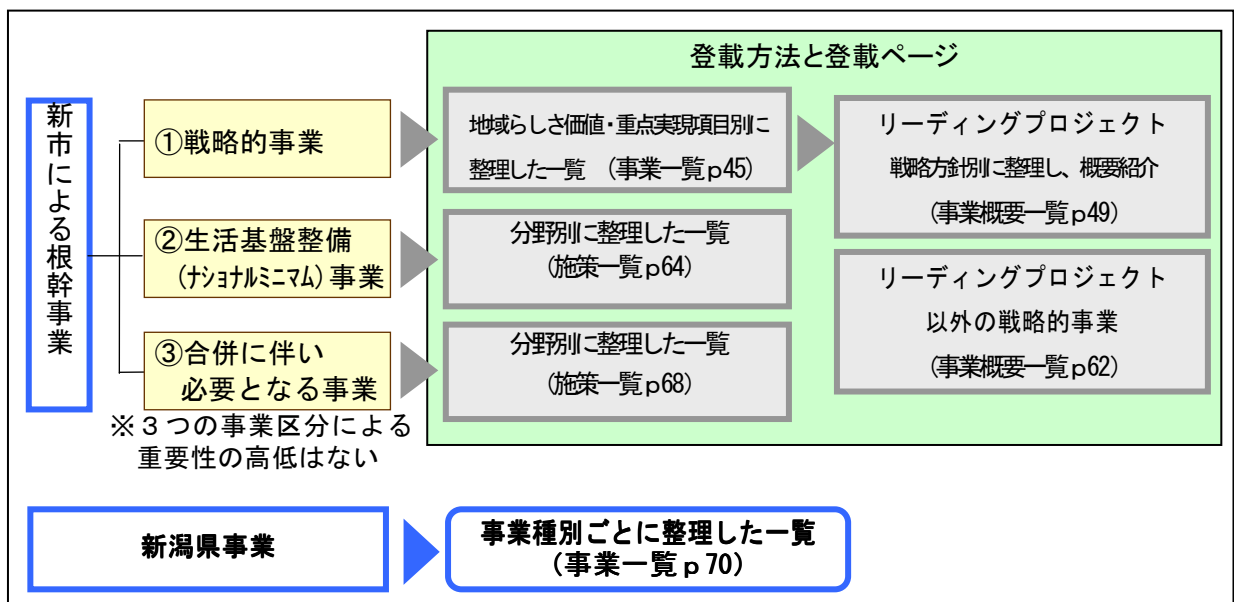 登載方法と登載ページ
新市による根幹事業
①戦略的事業
地域らしさ価値・重点実現項目別に
整理した一覧 (事業一覧p45)
リーディングプロジェクト
戦略方針別に整理し、概要紹介
(事業概要一覧p49)
②生活基盤整備
(ナショナルミニマム)事業
分野別に整理した一覧
(施策一覧p64)
リーディングプロジェクト
以外の戦略的事業
(事業概要一覧p62)
③合併に伴い
必要となる事業
分野別に整理した一覧
(施策一覧p68)
※3つの事業区分による
重要性の高低はない
新潟県事業
事業種別ごとに整理した一覧
(事業一覧p70)